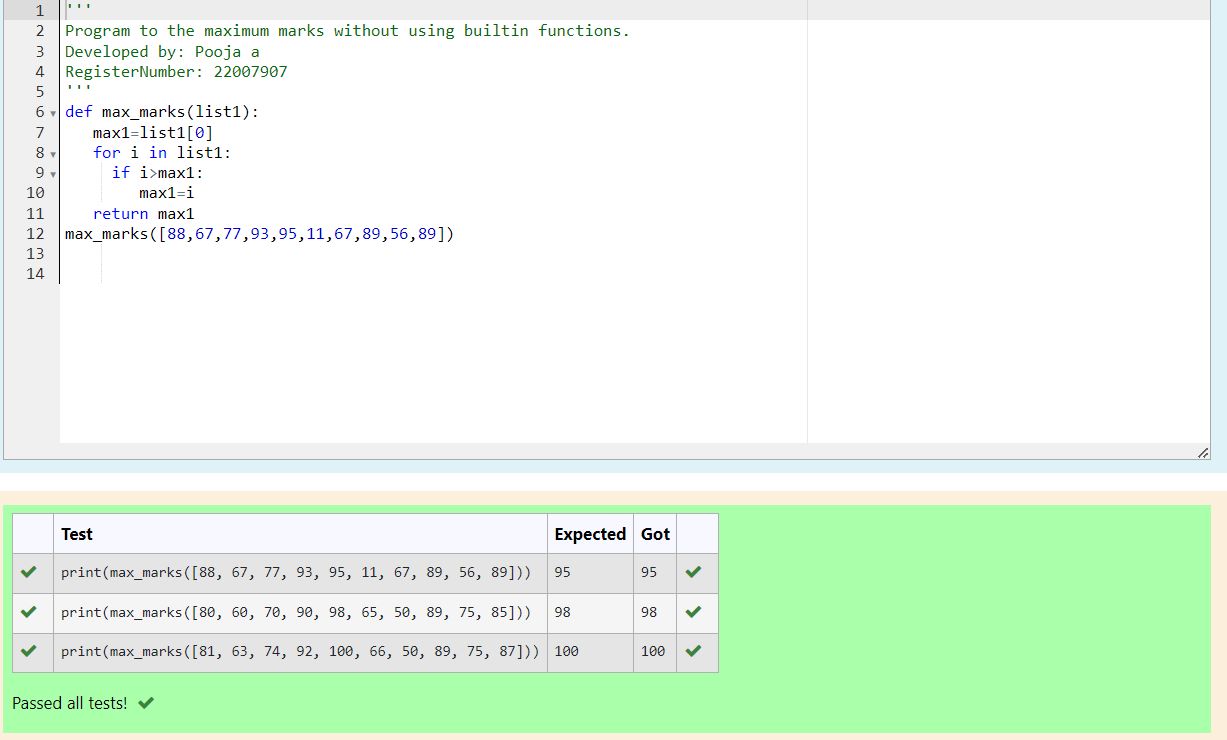 1 '''
2 Program to the maximum marks without using builtin functions.
3 Developed by: Pooja a
4 RegisterNumber: 22007907
5 '''
6 def max_marks(list1):
7    max1=list1[0]
8    for i in list1:
9      if i>max1:
10         max1=i
11    return max1
12 max_marks([88,67,77,93,95,11,67,89,56,89])
13
14
Test Expected Got
print(max_marks([88, 67, 77, 93, 95, 11, 67, 89, 56, 89])) 95 95
print(max_marks([80, 60, 70, 90, 98, 65, 50, 89, 75, 85])) 98 98
print(max_marks([81, 63, 74, 92, 100, 66, 50, 89, 75, 87])) 100 100
Passed all tests!